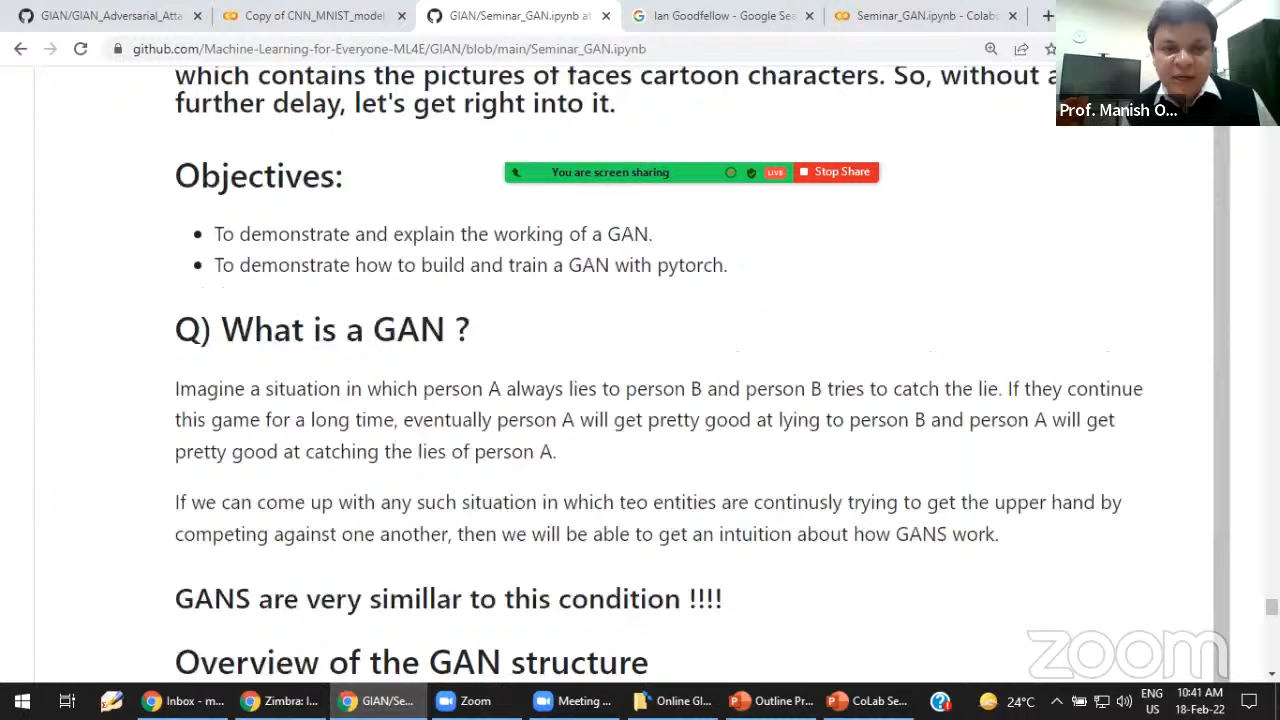 GIAN/GIAN_Adversarial_Atta
Copy of CNN_MNIST_model
GIAN/Seminar_GAN.ipynb at
Ian Goodfellow - Google Sea
Seminar_GAN.ipynb - Colab
github.com/Machine-Learning-for-Everyone-ML4E/GIAN/blob/main/Seminar_GAN.ipynb
which contains the pictures of faces cartoon characters. So, without a
further delay, let's get right into it.
Prof. Manish O...
Objectives:
You are screen sharing LIVE Stop Share
• To demonstrate and explain the working of a GAN.
• To demonstrate how to build and train a GAN with pytorch.
Q) What is a GAN ?
Imagine a situation in which person A always lies to person B and person B tries to catch the lie. If they continue
this game for a long time, eventually person A will get pretty good at lying to person B and person A will get
pretty good at catching the lies of person A.
If we can come up with any such situation in which teo entities are continusly trying to get the upper hand by
competing against one another, then we will be able to get an intuition about how GANS work.
GANS are very simillar to this condition !!!!
Overview of the GAN structure
zoom
Inbox - m...
Zimbra: I...
GIAN/Se...
Zoom
Meeting ...
Online Gl...
Outline Pr...
CoLab Se...
24°C
ENG
US
10:41 AM
18-Feb-22